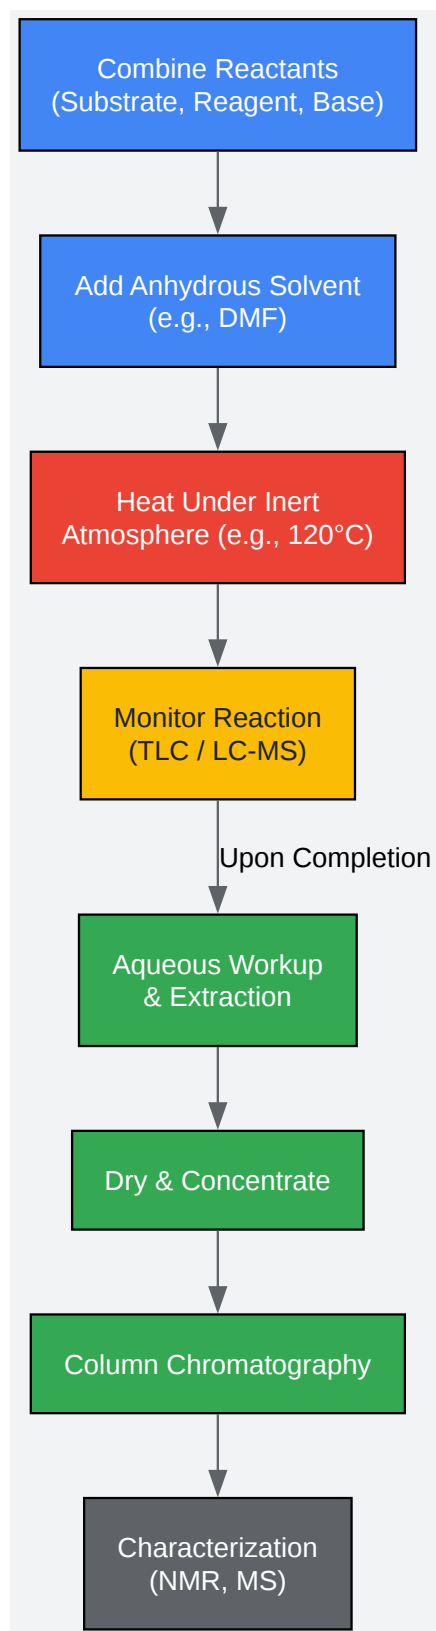 Combine Reactants
(Substrate, Reagent, Base)
Add Anhydrous Solvent
(e.g., DMF)
Heat Under Inert
Atmosphere (e.g., 120°C)
Monitor Reaction
(TLC / LC-MS)
Upon Completion
Aqueous Workup
& Extraction
Dry & Concentrate
Column Chromatography
Characterization
(NMR, MS)